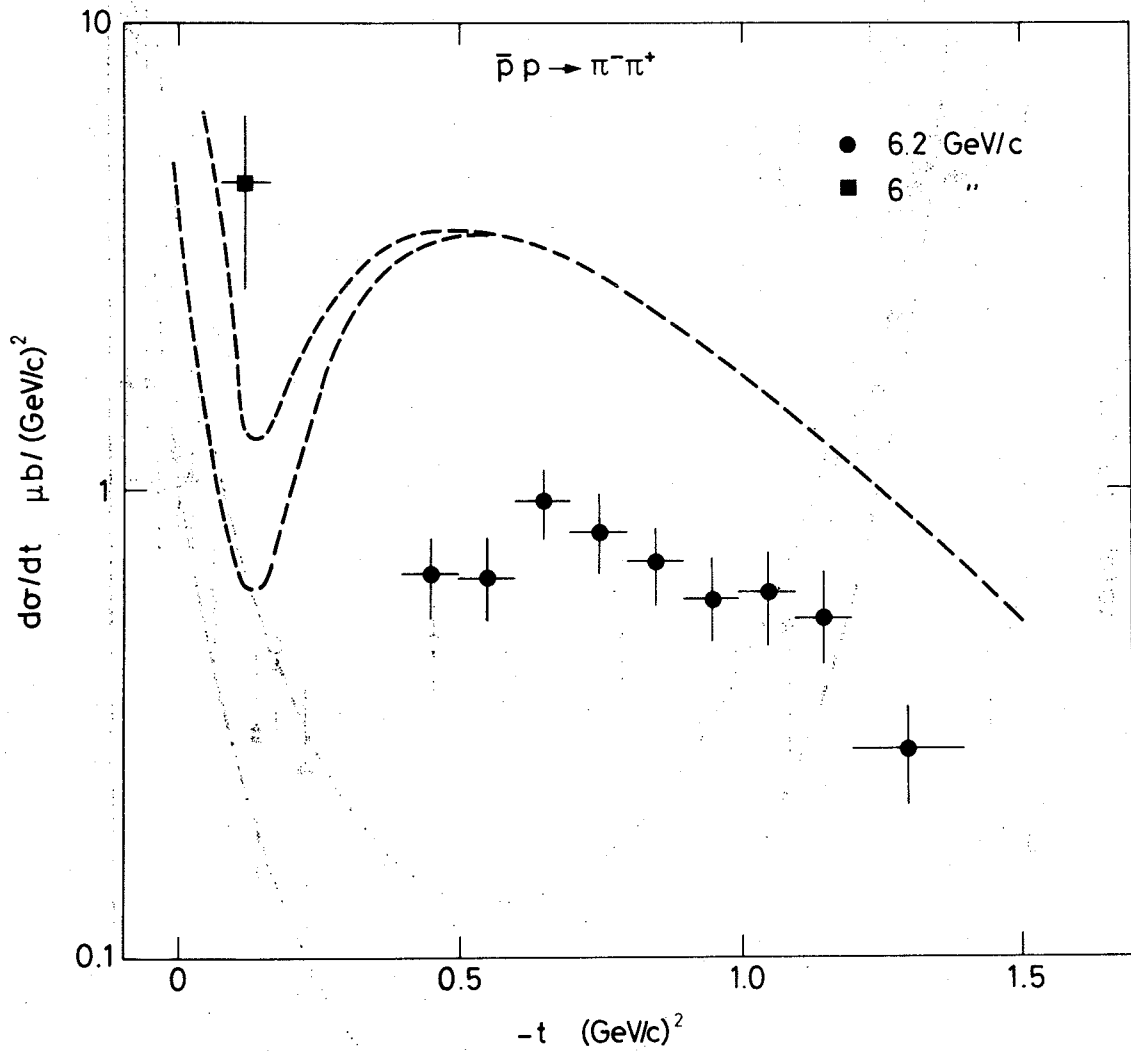 10
p̄ p → π⁻π⁺
● 6.2 GeV/c
■ 6 "
dσ/dt μb/(GeV/c)²
1
0.1
0 0.5 1.0 1.5
-t (GeV/c)²